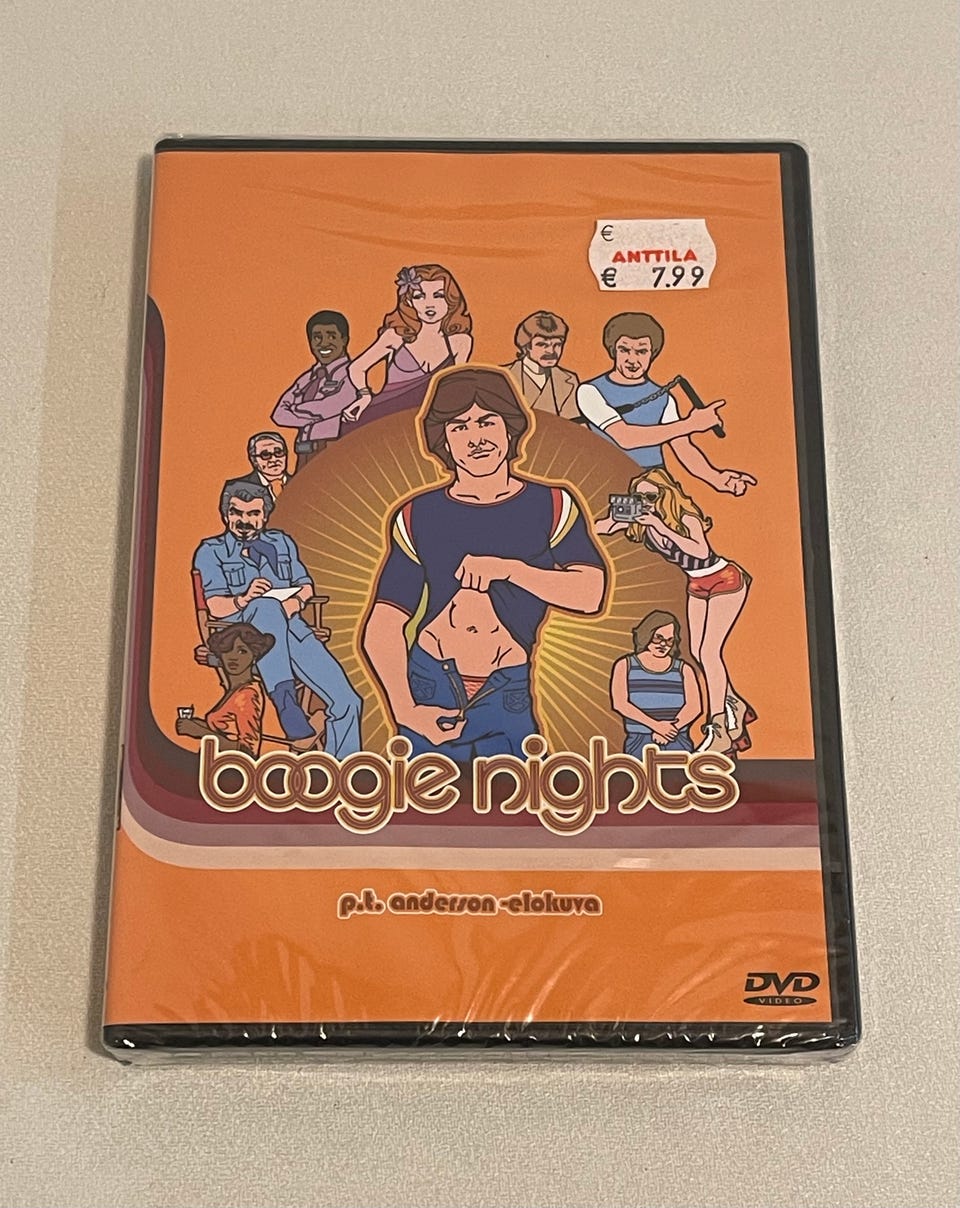 €
ANTTILA
€ 7.99
boogie nights
p.t. anderson -elokuva
DVD
VIDEO